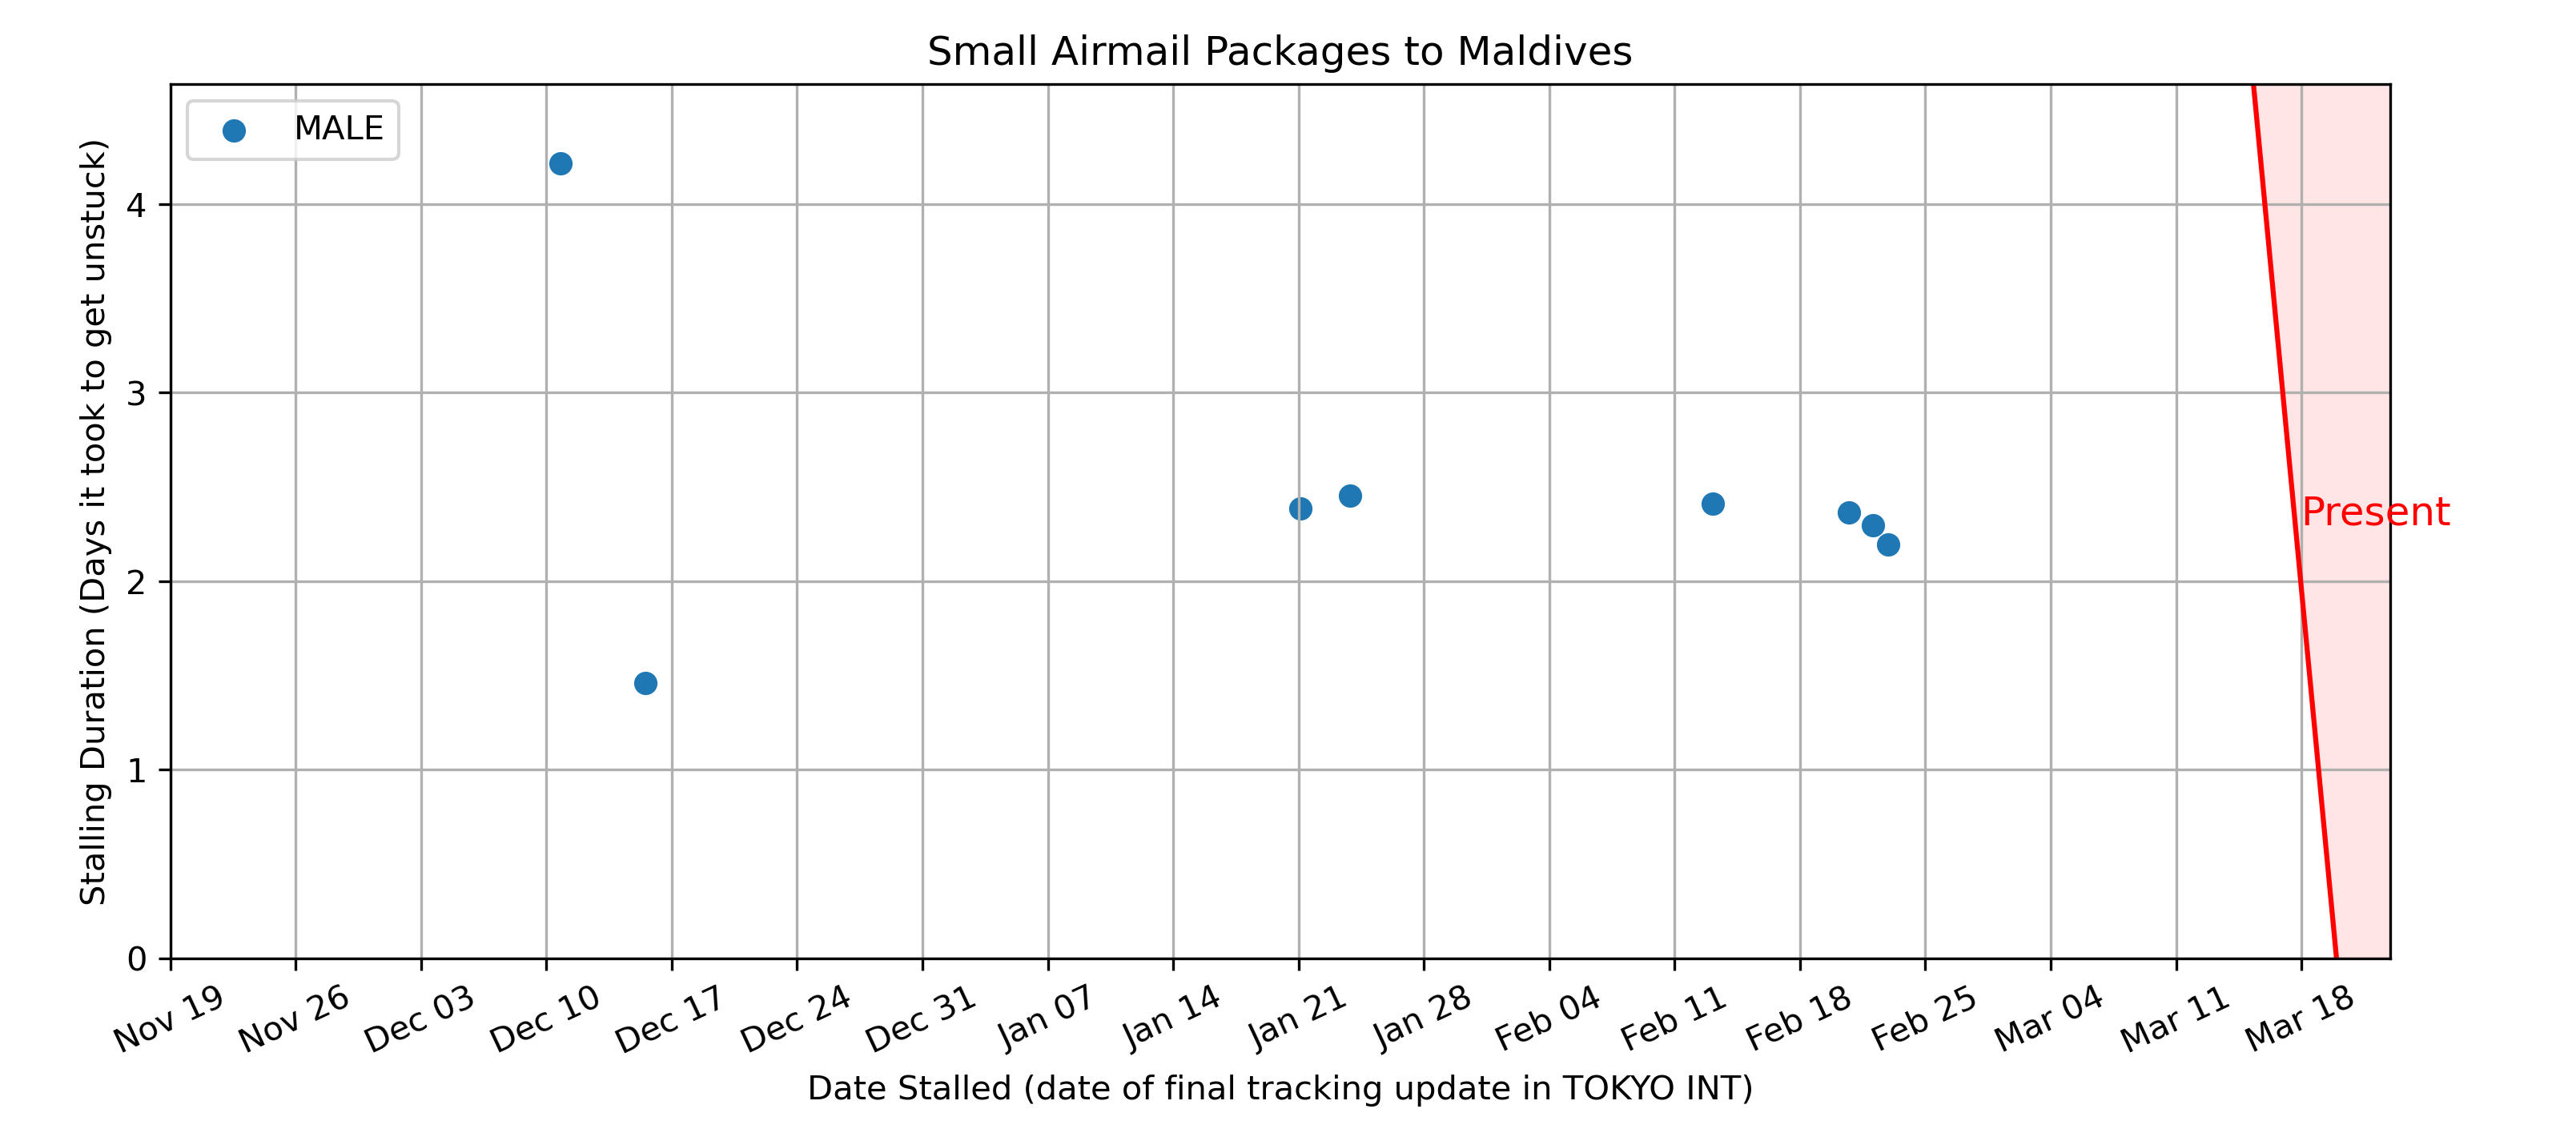 Small Airmail Packages to Maldives
MALE
Stalling Duration (Days it took to get unstuck)
4
3
2
1
0
Present
Nov 19
Nov 26
Dec 03
Dec 10
Dec 17
Dec 24
Dec 31
Jan 07
Jan 14
Jan 21
Jan 28
Feb 04
Feb 11
Feb 18
Feb 25
Mar 04
Mar 11
Mar 18
Date Stalled (date of final tracking update in TOKYO INT)